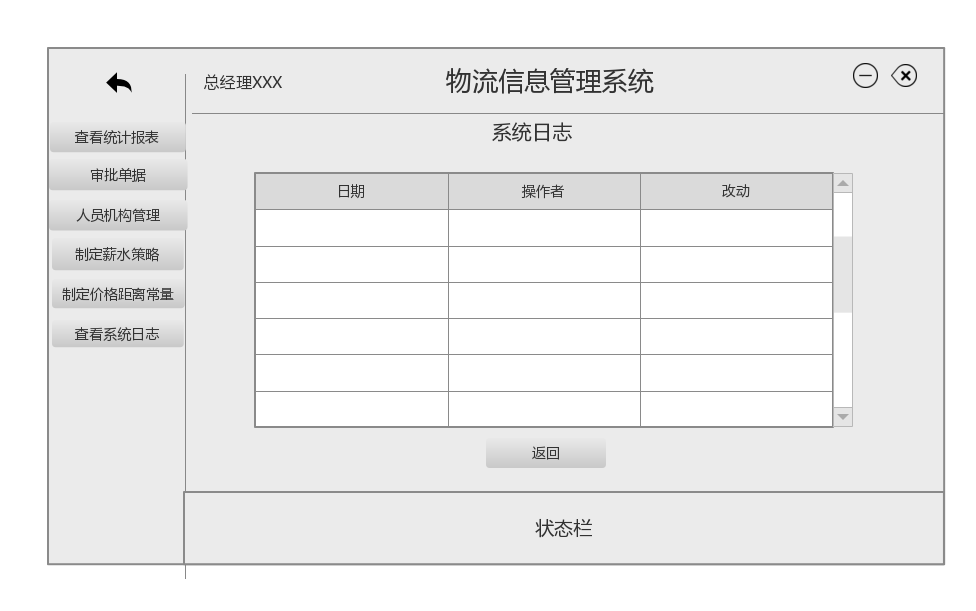 总经理XXX
物流信息管理系统
查看统计报表
审批单据
人员机构管理
制定薪水策略
制定价格距离常量
查看系统日志
系统日志
日期 操作者 改动
返回
状态栏